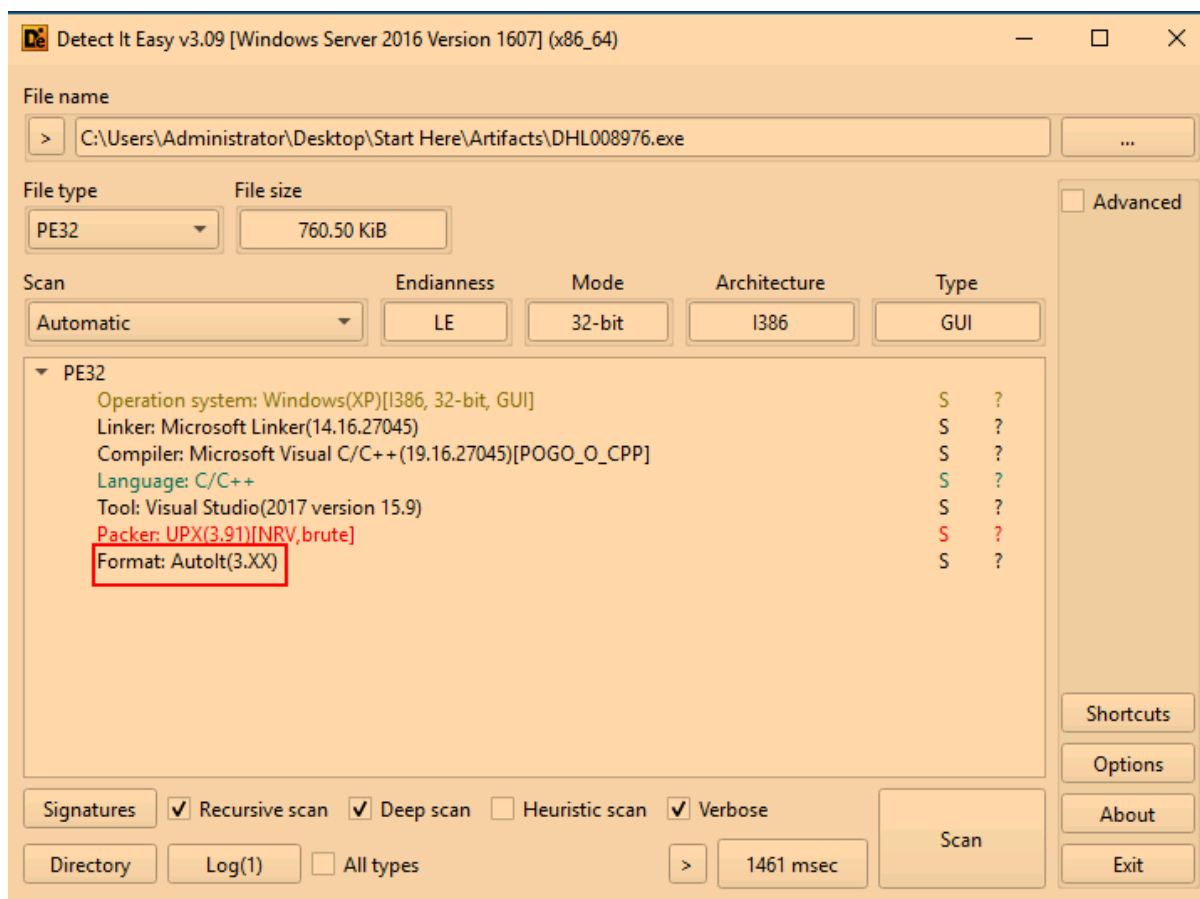 Detect It Easy v3.09 [Windows Server 2016 Version 1607] (x86_64)
File name
> C:\Users\Administrator\Desktop\Start Here\Artifacts\DHL008976.exe ...
File type File size Advanced
PE32 760.50 KiB
Scan Endianness Mode Architecture Type
Automatic LE 32-bit I386 GUI
PE32
Operation system: Windows(XP)[I386, 32-bit, GUI] S ?
Linker: Microsoft Linker(14.16.27045) S ?
Compiler: Microsoft Visual C/C++(19.16.27045)[POGO_O_CPP] S ?
Language: C/C++ S ?
Tool: Visual Studio(2017 version 15.9) S ?
Packer: UPX(3.91)[NRV,brute] S ?
Format: AutoIt(3.XX) S ?
Shortcuts
Options
Signatures Recursive scan Deep scan Heuristic scan Verbose Scan About
Directory Log(1) All types > 1461 msec Exit